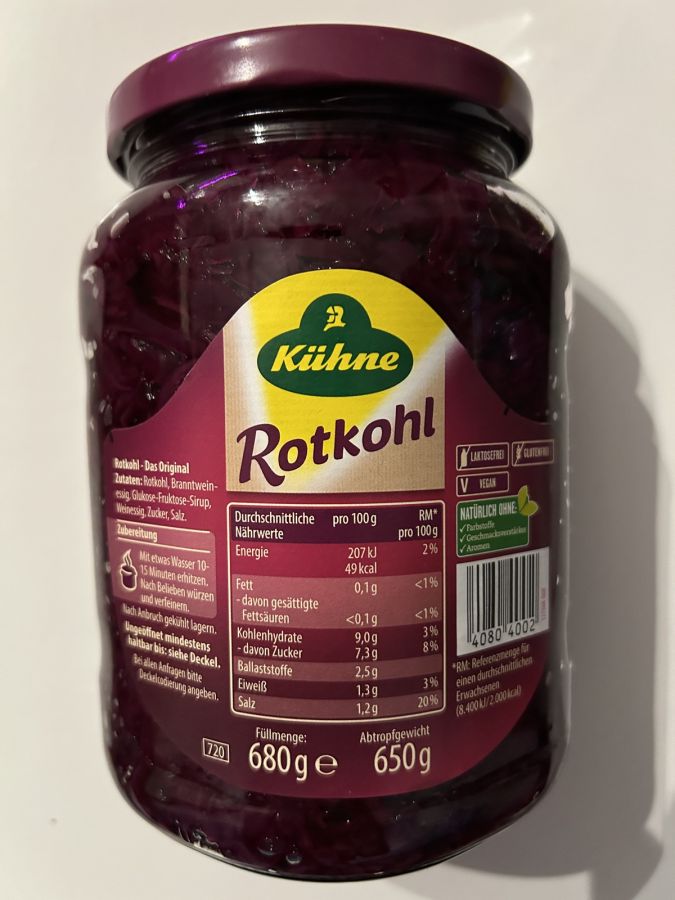 Kühne
Rotkohl
Rotkohl - Das Original
Zutaten: Rotkohl, Branntwein-
essig, Glukose-Fruktose-Sirup,
Weinessig, Zucker, Salz.
Zubereitung
Mit etwas Wasser 10-
15 Minuten erhitzen.
Nach Belieben würzen
und verfeinern.
Nach Anbruch gekühlt lagern.
Ungeöffnet mindestens
haltbar bis: siehe Deckel.
Bei allen Anfragen bitte
Deckelcodierung angeben.
Durchschnittliche Nährwerte pro 100 g RM* pro 100 g
Energie 207 kJ 2 %
49 kcal
Fett 0,1 g <1 %
- davon gesättigte
Fettsäuren <0,1 g <1 %
Kohlenhydrate 9,0 g 3 %
- davon Zucker 7,3 g 8 %
Ballaststoffe 2,5 g
Eiweiß 1,3 g 3 %
Salz 1,2 g 20 %
720
Füllmenge: Abtropfgewicht
680 g e 650 g
LAKTOSEFREI GLUTENFREI
V VEGAN
NATÜRLICH OHNE:
✓ Farbstoffe
✓ Geschmacksverstärker
✓ Aromen
4080 4002
*RM: Referenzmenge für
einen durchschnittlichen
Erwachsenen
(8.400 kJ / 2.000 kcal)